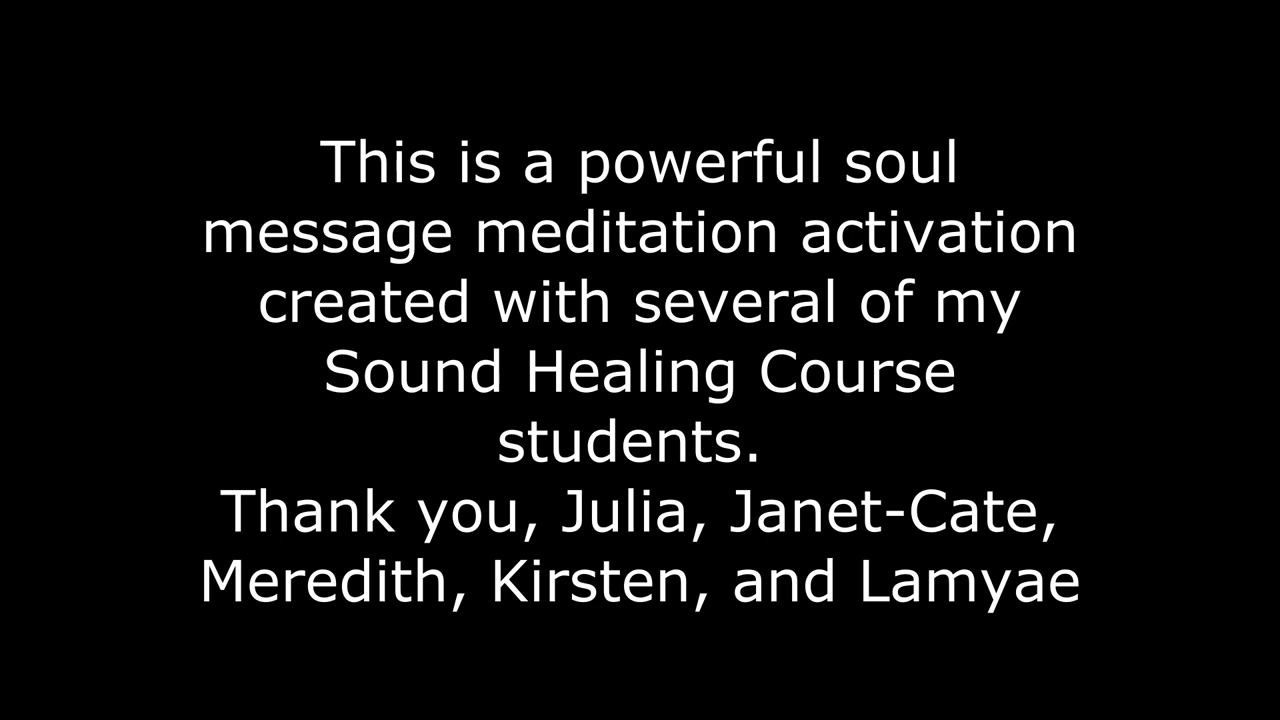 This is a powerful soul
message meditation activation
created with several of my
Sound Healing Course
students.
Thank you, Julia, Janet-Cate,
Meredith, Kirsten, and Lamyae